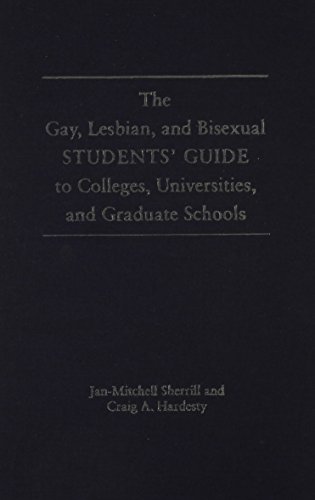 The
Gay, Lesbian, and Bisexual
STUDENTS' GUIDE
to Colleges, Universities,
and Graduate Schools
Jan-Mitchell Sherrill and
Craig A. Hardesty